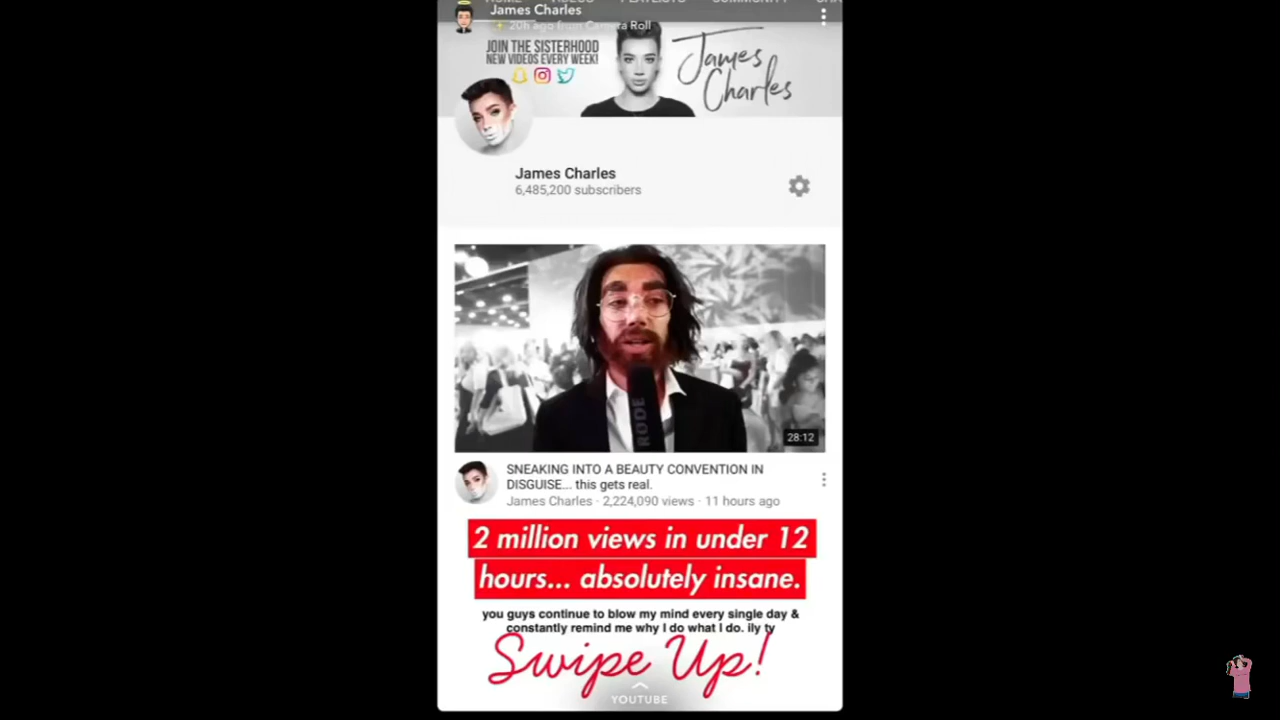 James Charles
20h ago from Camera Roll
JOIN THE SISTERHOOD
NEW VIDEOS EVERY WEEK!
James
Charles
James Charles
6,485,200 subscribers
RODE
28:12
SNEAKING INTO A BEAUTY CONVENTION IN
DISGUISE... this gets real.
James Charles · 2,224,090 views · 11 hours ago
2 million views in under 12
hours... absolutely insane.
you guys continue to blow my mind every single day &
constantly remind me why I do what I do. ily ty
Swipe Up!
YOUTUBE